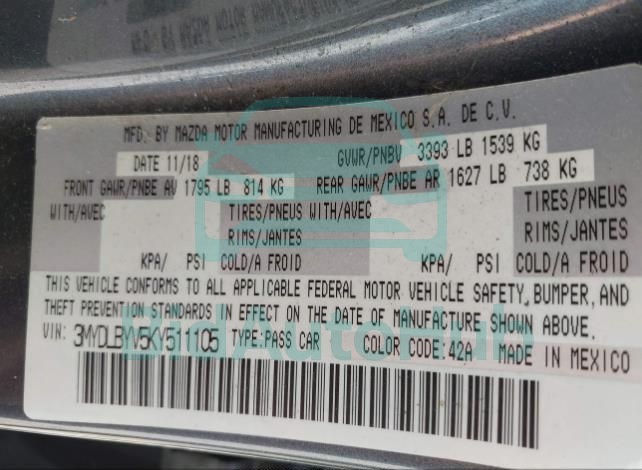 MFD. BY MAZDA MOTOR MANUFACTURING DE MEXICO S.A. DE C.V.
DATE 11/18 GVWR/PNBV 3393 LB 1539 KG
FRONT GAWR/PNBE AV 1795 LB 814 KG REAR GAWR/PNBE AR 1627 LB 738 KG
WITH/AVEC TIRES/PNEUS WITH/AVEC TIRES/PNEUS
RIMS/JANTES RIMS/JANTES
KPA/ PSI COLD/A FROID KPA/ PSI COLD/A FROID
THIS VEHICLE CONFORMS TO ALL APPLICABLE FEDERAL MOTOR VEHICLE SAFETY, BUMPER, AND
THEFT PREVENTION STANDARDS IN EFFECT ON THE DATE OF MANUFACTURE SHOWN ABOVE.
VIN: 3MYDLBYV5KY511105 TYPE:PASS CAR COLOR CODE:42A MADE IN MEXICO
BidAutoHub